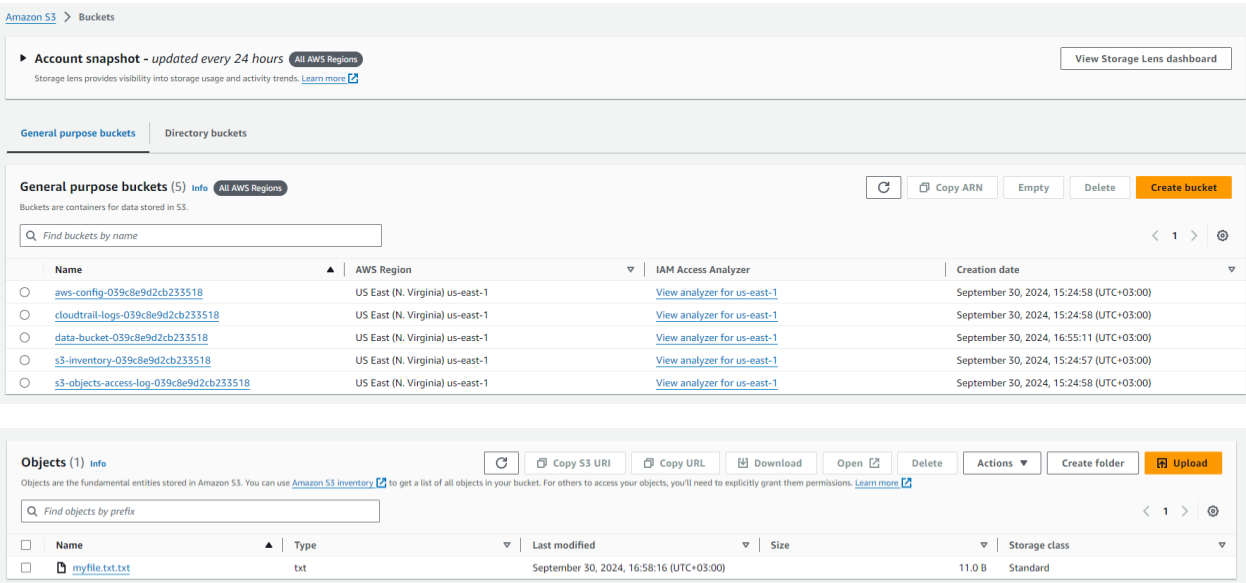 Amazon S3 > Buckets
Account snapshot - updated every 24 hours All AWS Regions View Storage Lens dashboard
Storage lens provides visibility into storage usage and activity trends. Learn more
General purpose buckets Directory buckets
General purpose buckets (5) Info All AWS Regions Copy ARN Empty Delete Create bucket
Buckets are containers for data stored in S3.
Find buckets by name 1
Name AWS Region IAM Access Analyzer Creation date
aws-config-039c8e9d2cb233518 US East (N. Virginia) us-east-1 View analyzer for us-east-1 September 30, 2024, 15:24:58 (UTC+03:00)
cloudtrail-logs-039c8e9d2cb233518 US East (N. Virginia) us-east-1 View analyzer for us-east-1 September 30, 2024, 15:24:58 (UTC+03:00)
data-bucket-039c8e9d2cb233518 US East (N. Virginia) us-east-1 View analyzer for us-east-1 September 30, 2024, 16:55:11 (UTC+03:00)
s3-inventory-039c8e9d2cb233518 US East (N. Virginia) us-east-1 View analyzer for us-east-1 September 30, 2024, 15:24:57 (UTC+03:00)
s3-objects-access-log-039c8e9d2cb233518 US East (N. Virginia) us-east-1 View analyzer for us-east-1 September 30, 2024, 15:24:58 (UTC+03:00)
Objects (1) Info Copy S3 URI Copy URL Download Open Delete Actions Create folder Upload
Objects are the fundamental entities stored in Amazon S3. You can use Amazon S3 inventory to get a list of all objects in your bucket. For others to access your objects, you'll need to explicitly grant them permissions. Learn more
Find objects by prefix 1
Name Type Last modified Size Storage class
myfile.txt.txt txt September 30, 2024, 16:58:16 (UTC+03:00) 11.0 B Standard